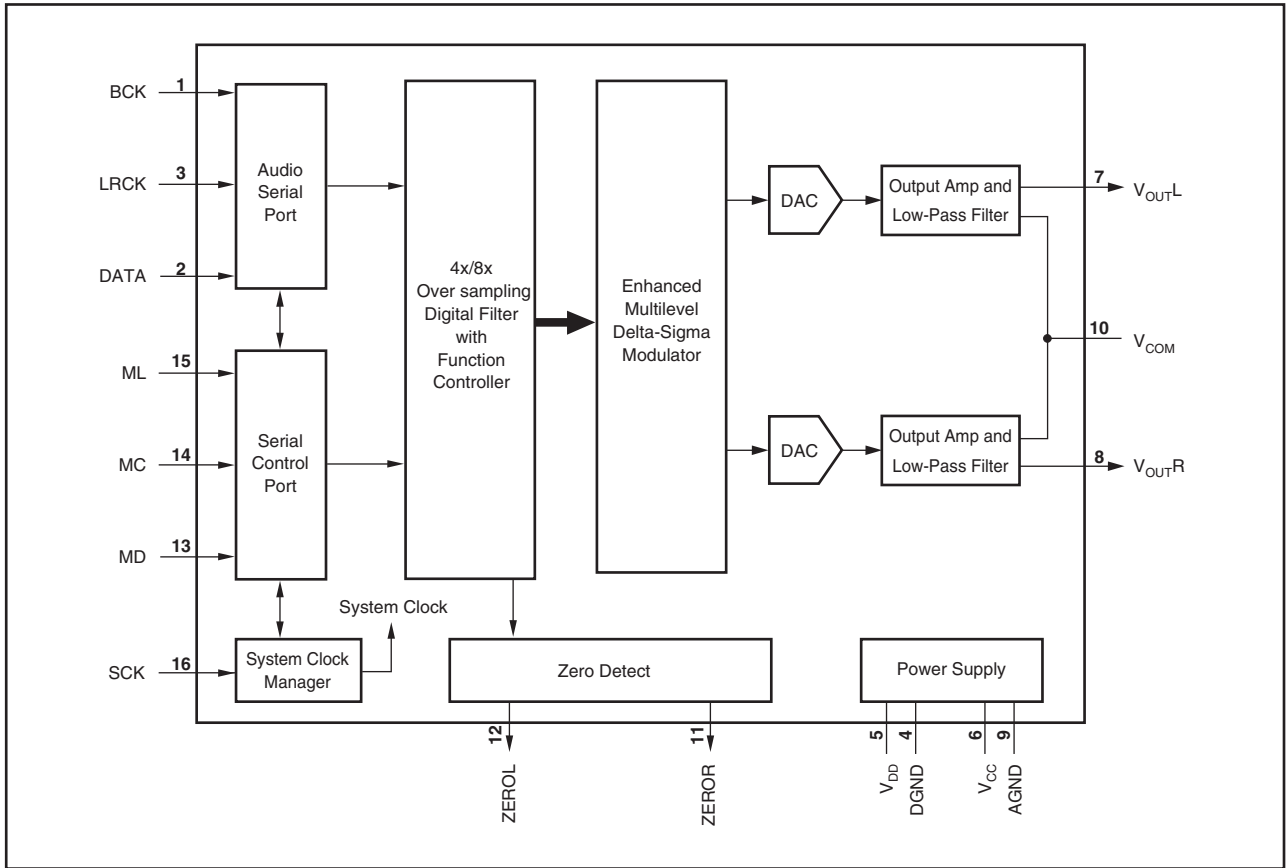 BCK
1
LRCK
3
DATA
2
ML
15
MC
14
MD
13
SCK
16
Audio
Serial
Port
Serial
Control
Port
System Clock
Manager
System Clock
4x/8x
Over sampling
Digital Filter
with
Function
Controller
Enhanced
Multilevel
Delta-Sigma
Modulator
DAC
Output Amp and
Low-Pass Filter
7
VOUTL
10
VCOM
DAC
Output Amp and
Low-Pass Filter
8
VOUTR
Zero Detect
12
ZEROL
11
ZEROR
Power Supply
5
VDD
4
DGND
6
VCC
9
AGND